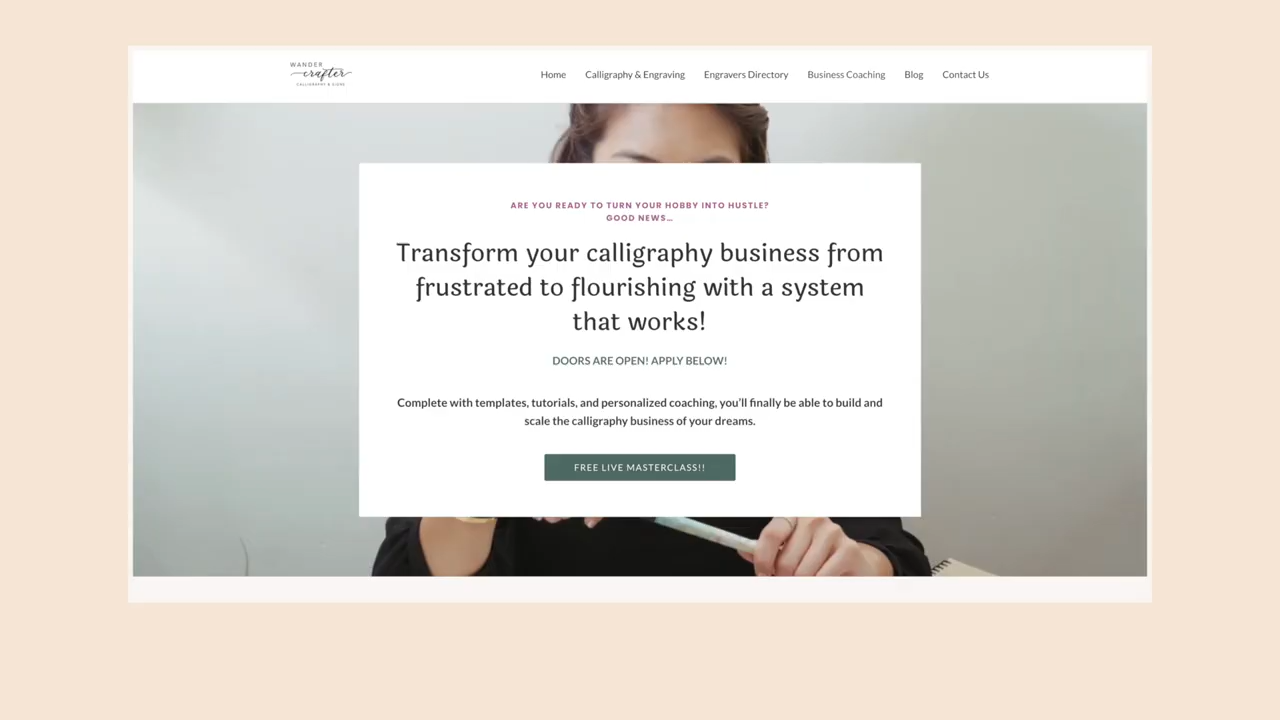 WANDER
crafter
CALLIGRAPHY & SIGNS
Home Calligraphy & Engraving Engravers Directory Business Coaching Blog Contact Us
ARE YOU READY TO TURN YOUR HOBBY INTO HUSTLE?
GOOD NEWS…
Transform your calligraphy business from
frustrated to flourishing with a system
that works!
DOORS ARE OPEN! APPLY BELOW!
Complete with templates, tutorials, and personalized coaching, you’ll finally be able to build and
scale the calligraphy business of your dreams.
FREE LIVE MASTERCLASS!!